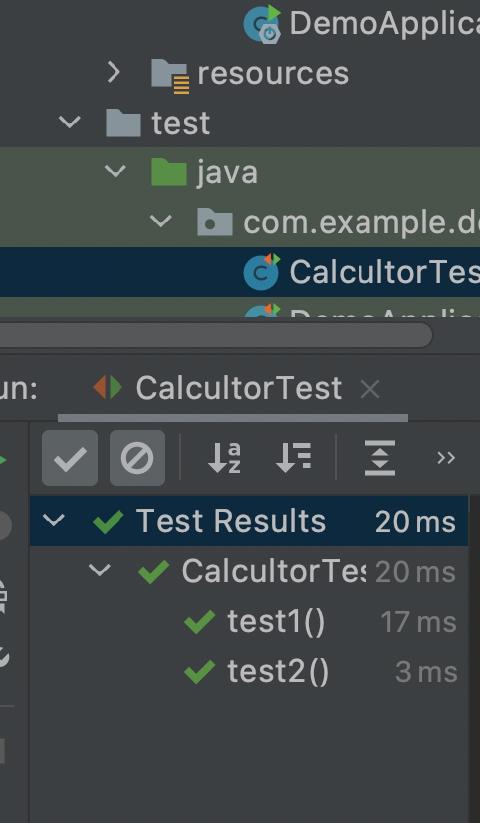 DemoApplica
resources
test
java
com.example.de
CalcultorTes
DemoApplic
un:
CalcultorTest
Test Results 20 ms
CalcultorTes 20 ms
test1() 17 ms
test2() 3 ms